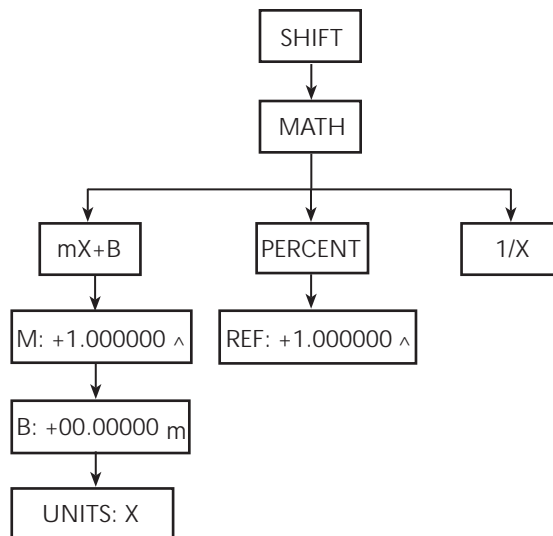 SHIFT
MATH
mX+B
PERCENT
1/X
M: +1.000000 ^
REF: +1.000000 ^
B: +00.00000 m
UNITS: X